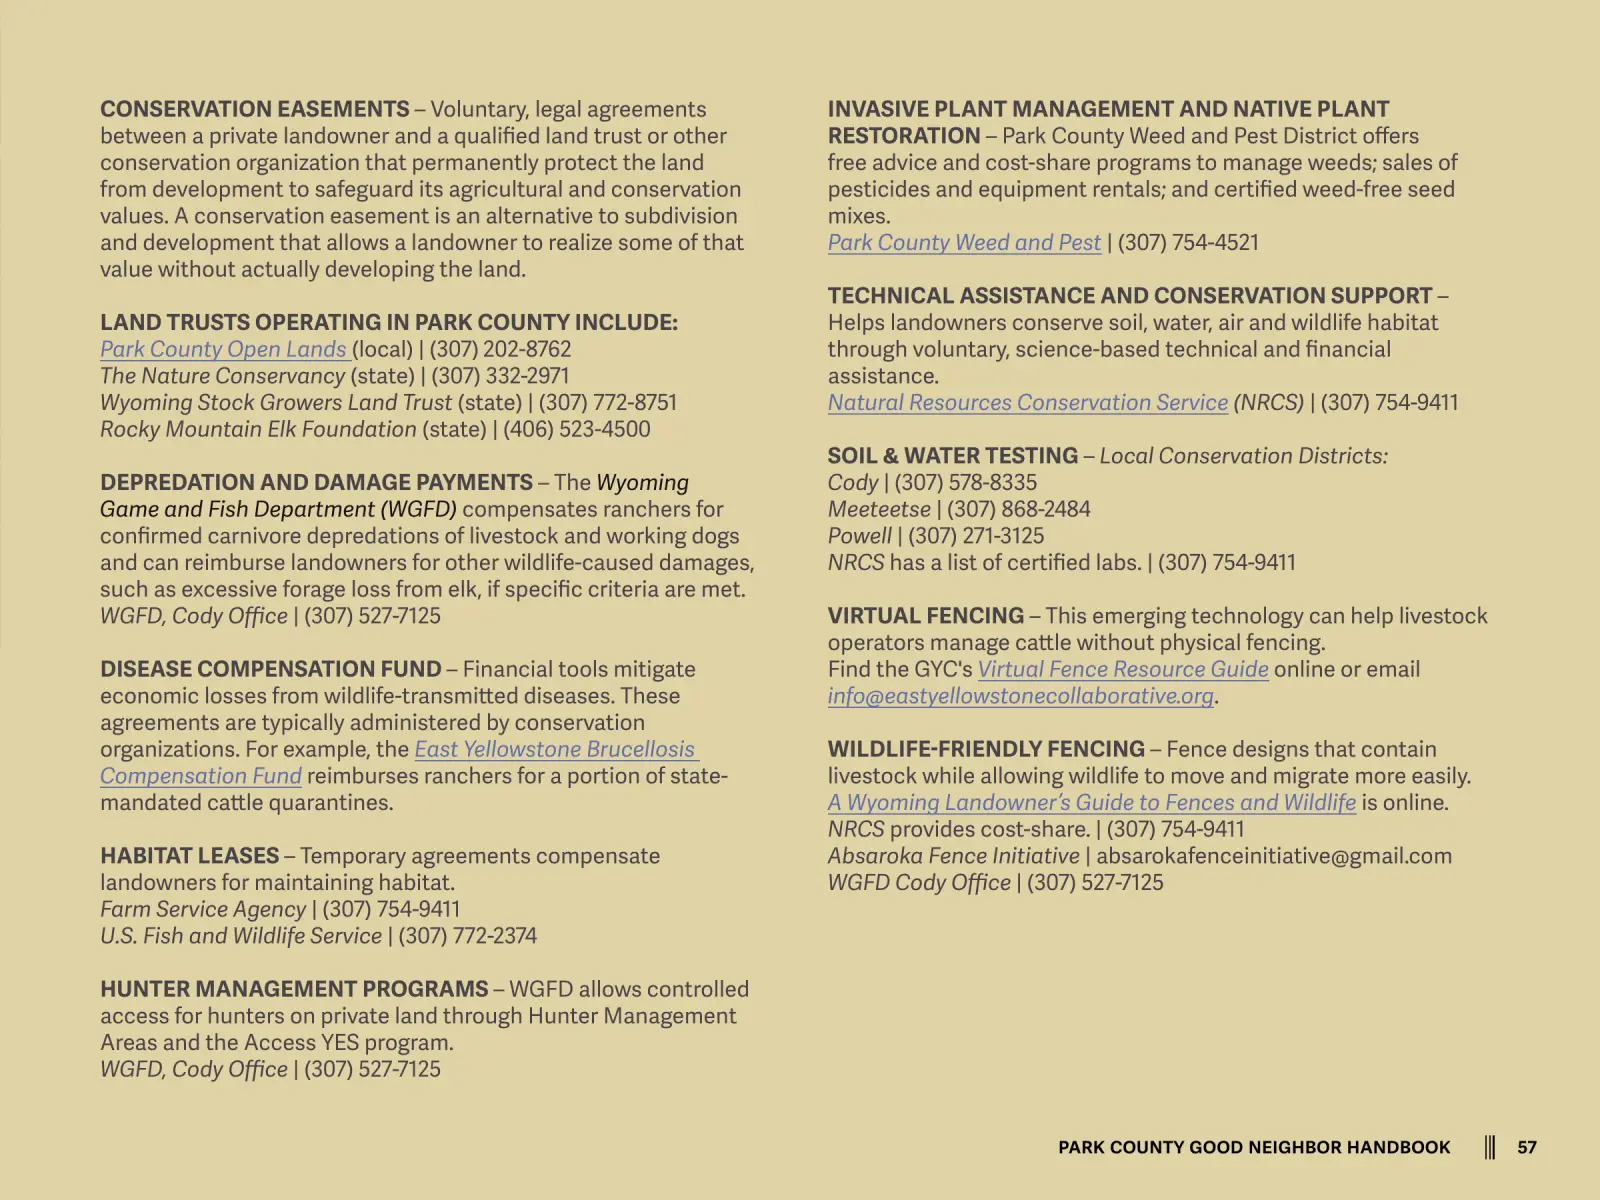 CONSERVATION EASEMENTS – Voluntary, legal agreements
between a private landowner and a qualified land trust or other
conservation organization that permanently protect the land
from development to safeguard its agricultural and conservation
values. A conservation easement is an alternative to subdivision
and development that allows a landowner to realize some of that
value without actually developing the land.
LAND TRUSTS OPERATING IN PARK COUNTY INCLUDE:
Park County Open Lands (local) | (307) 202-8762
The Nature Conservancy (state) | (307) 332-2971
Wyoming Stock Growers Land Trust (state) | (307) 772-8751
Rocky Mountain Elk Foundation (state) | (406) 523-4500
DEPREDATION AND DAMAGE PAYMENTS – The Wyoming
Game and Fish Department (WGFD) compensates ranchers for
confirmed carnivore depredations of livestock and working dogs
and can reimburse landowners for other wildlife-caused damages,
such as excessive forage loss from elk, if specific criteria are met.
WGFD, Cody Office | (307) 527-7125
DISEASE COMPENSATION FUND – Financial tools mitigate
economic losses from wildlife-transmitted diseases. These
agreements are typically administered by conservation
organizations. For example, the East Yellowstone Brucellosis
Compensation Fund reimburses ranchers for a portion of state-
mandated cattle quarantines.
HABITAT LEASES – Temporary agreements compensate
landowners for maintaining habitat.
Farm Service Agency | (307) 754-9411
U.S. Fish and Wildlife Service | (307) 772-2374
HUNTER MANAGEMENT PROGRAMS – WGFD allows controlled
access for hunters on private land through Hunter Management
Areas and the Access YES program.
WGFD, Cody Office | (307) 527-7125
INVASIVE PLANT MANAGEMENT AND NATIVE PLANT
RESTORATION – Park County Weed and Pest District offers
free advice and cost-share programs to manage weeds; sales of
pesticides and equipment rentals; and certified weed-free seed
mixes.
Park County Weed and Pest | (307) 754-4521
TECHNICAL ASSISTANCE AND CONSERVATION SUPPORT –
Helps landowners conserve soil, water, air and wildlife habitat
through voluntary, science-based technical and financial
assistance.
Natural Resources Conservation Service (NRCS) | (307) 754-9411
SOIL & WATER TESTING – Local Conservation Districts:
Cody | (307) 578-8335
Meeteetse | (307) 868-2484
Powell | (307) 271-3125
NRCS has a list of certified labs. | (307) 754-9411
VIRTUAL FENCING – This emerging technology can help livestock
operators manage cattle without physical fencing.
Find the GYC's Virtual Fence Resource Guide online or email
info@eastyellowstonecollaborative.org.
WILDLIFE-FRIENDLY FENCING – Fence designs that contain
livestock while allowing wildlife to move and migrate more easily.
A Wyoming Landowner’s Guide to Fences and Wildlife is online.
NRCS provides cost-share. | (307) 754-9411
Absaroka Fence Initiative | absarokafenceinitiative@gmail.com
WGFD Cody Office | (307) 527-7125
PARK COUNTY GOOD NEIGHBOR HANDBOOK 57